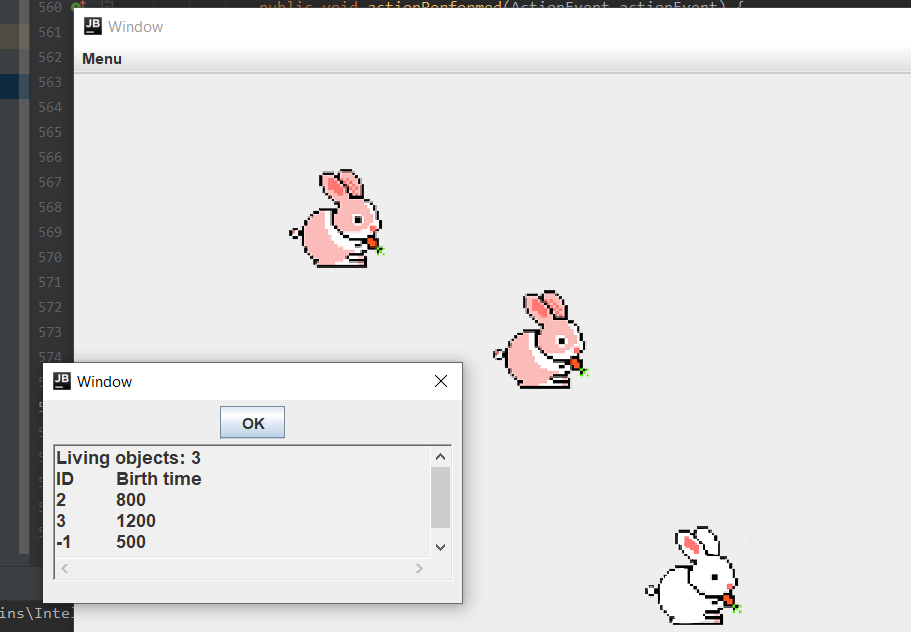 560 public void actionPerformed(ActionEvent actionEvent) {
561
562
563
564
565
566
567
568
569
570
571
572
573
574
JB Window
Menu
JB Window
OK
Living objects: 3
ID Birth time
2 800
3 1200
-1 500
ins\Inte